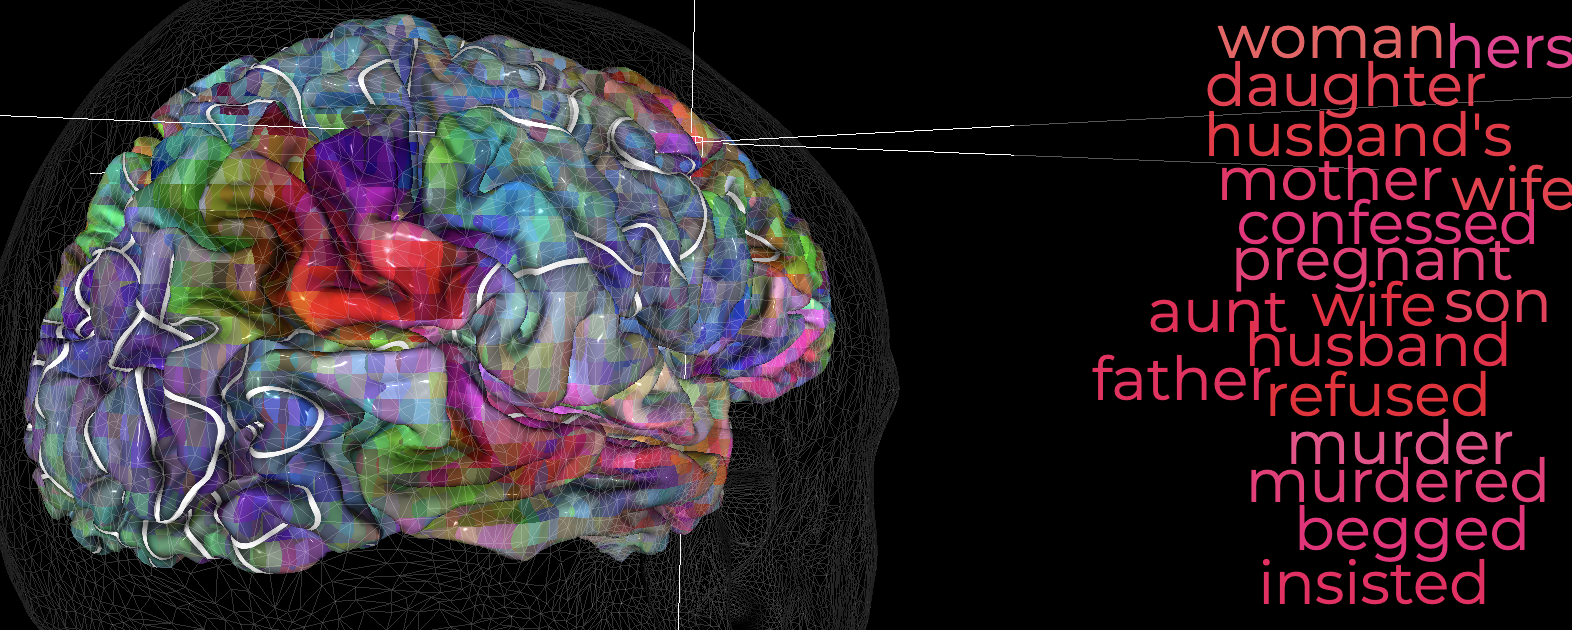 woman hers
daughter
husband's
mother wife
confessed
pregnant
aunt wife son
husband
father refused
murder
murdered
begged
insisted